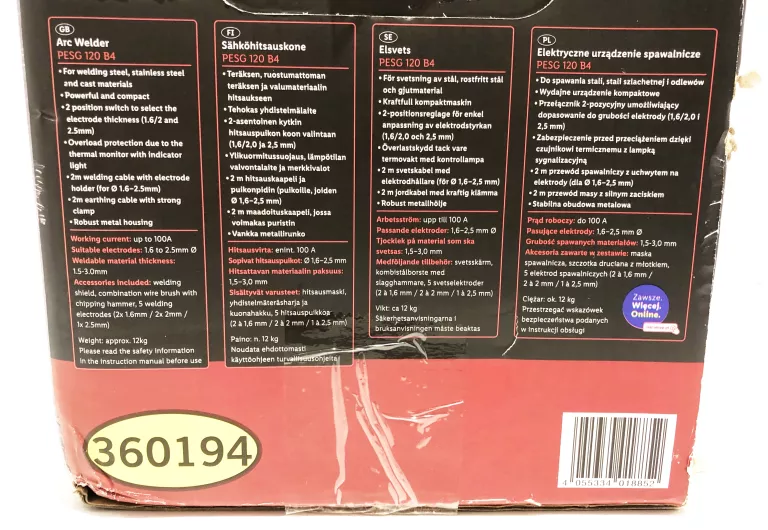 GB
Arc Welder
PESG 120 B4
• For welding steel, stainless steel
and cast materials
• Powerful and compact
• 2 position switch to select the
electrode thickness (1.6/2 and
2.5mm)
• Overload protection due to the
thermal monitor with indicator
light
• 2m welding cable with electrode
holder (for Ø 1.6–2.5mm)
• 2m earthing cable with strong
clamp
• Robust metal housing
Working current: up to 100A
Suitable electrodes: 1.6 to 2.5mm Ø
Weldable material thickness:
1.5-3.0mm
Accessories included: welding
shield, combination wire brush with
chipping hammer, 5 welding
electrodes (2x 1.6mm / 2x 2mm /
1x 2.5mm)
Weight: approx. 12kg
Please read the safety information
in the instruction manual before use
FI
Sähköhitsauskone
PESG 120 B4
• Teräksen, ruostumattoman
teräksen ja valumateriaalin
hitsaukseen
• Tehokas yhdistelmälaite
• 2-asentoinen kytkin
hitsauspuikon koon valintaan
(1,6/2,0 ja 2,5 mm)
• Ylikuormitussuojaus, lämpötilan
valvontalaite ja merkkivalot
• 2 m hitsauskaapeli ja
puikonpidin (puikoille, joiden
Ø 1,6–2,5 mm)
• 2 m maadoituskaapeli, jossa
voimakas puristin
• Vankka metallirunko
Hitsausvirta: enint. 100 A
Sopivat hitsauspuikot: Ø 1,6–2,5 mm
Hitsattavan materiaalin paksuus:
1,5–3,0 mm
Sisältyvät varusteet: hitsausmaski,
yhdistelmäteräsharja ja
kuonahakku, 5 hitsauspuikkoa
(2 à 1,6 mm / 2 à 2 mm / 1 à 2,5 mm)
Paino: n. 12 kg
Noudata ehdottomasti
käyttöohjeen turvallisuusohjeita!
SE
Elsvets
PESG 120 B4
• För svetsning av stål, rostfritt stål
och gjutmaterial
• Kraftfull kompaktmaskin
• 2-positionsreglage för enkel
anpassning av elektrodstyrkan
(1,6/2,0 och 2,5 mm)
• Överlastskydd tack vare
termovakt med kontrollampa
• 2 m svetskabel med
elektrodhållare (för Ø 1,6–2,5 mm)
• 2 m jordkabel med kraftig klämma
• Robust metallhölje
Arbetsström: upp till 100 A
Passande elektroder: 1,6–2,5 mm Ø
Tjocklek på material som ska
svetsas: 1,5-3,0 mm
Medföljande tillbehör: svetsskärm,
kombistålborste med
slagghammare, 5 svetselektroder
(2 à 1,6 mm / 2 à 2 mm / 1 à 2,5 mm)
Vikt: ca 12 kg
Säkerhetsanvisningarna i
bruksanvisningen måste beaktas
PL
Elektryczne urządzenie spawalnicze
PESG 120 B4
• Do spawania stali, stali szlachetnej i odlewów
• Wydajne urządzenie kompaktowe
• Przełącznik 2-pozycyjny umożliwiający
dopasowanie do grubości elektrody (1,6/2,0 i
2,5 mm)
• Zabezpieczenie przed przeciążeniem dzięki
czujnikowi termicznemu z lampką
sygnalizacyjną
• 2 m przewód spawalniczy z uchwytem na
elektrody (dla Ø 1,6–2,5 mm)
• 2 m przewód masy z silnym zaciskiem
• Stabilna obudowa metalowa
Prąd roboczy: do 100 A
Pasujące elektrody: 1,6–2,5 mm Ø
Grubość spawanych materiałów: 1,5-3,0 mm
Akcesoria zawarte w zestawie: maska
spawalnicza, szczotka druciana z młotkiem,
5 elektrod spawalniczych (2 à 1,6 mm /
2 à 2 mm / 1 à 2,5 mm)
Ciężar: ok. 12 kg
Przestrzegać wskazówek
bezpieczeństwa podanych
w instrukcji obsługi
Zawsze.
Więcej.
Online.
360194
4 055334 018852